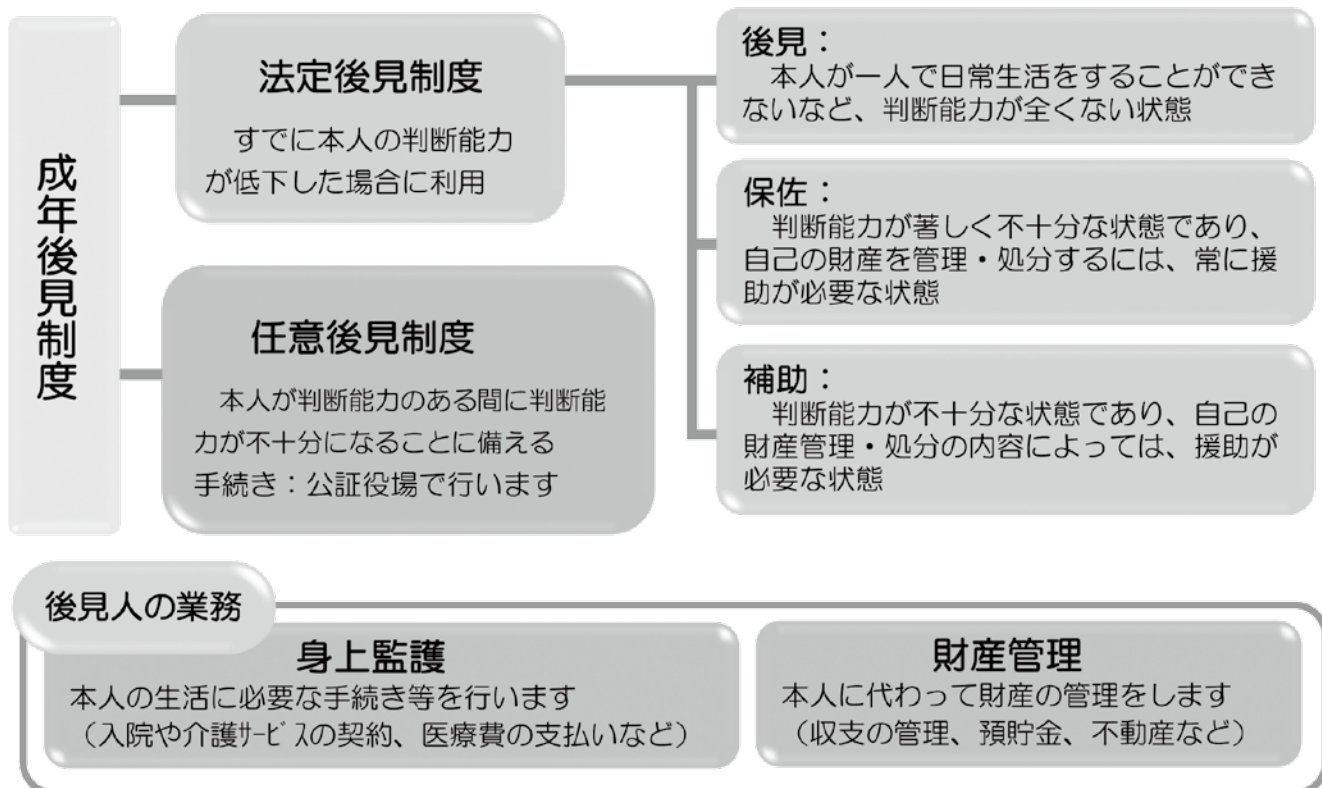 成年後見制度
法定後見制度
すでに本人の判断能力
が低下した場合に利用
任意後見制度
本人が判断能力のある間に判断能
力が不十分になることに備える
手続き：公証役場で行います
後見：
本人が一人で日常生活をすることができ
ないなど、判断能力が全くない状態
保佐：
判断能力が著しく不十分な状態であり、
自己の財産を管理・処分するには、常に援
助が必要な状態
補助：
判断能力が不十分な状態であり、自己の
財産管理・処分の内容によっては、援助が
必要な状態
後見人の業務
身上監護
本人の生活に必要な手続き等を行います
（入院や介護ｻｰﾋﾞｽの契約、医療費の支払いなど）
財産管理
本人に代わって財産の管理をします
（収支の管理、預貯金、不動産など）